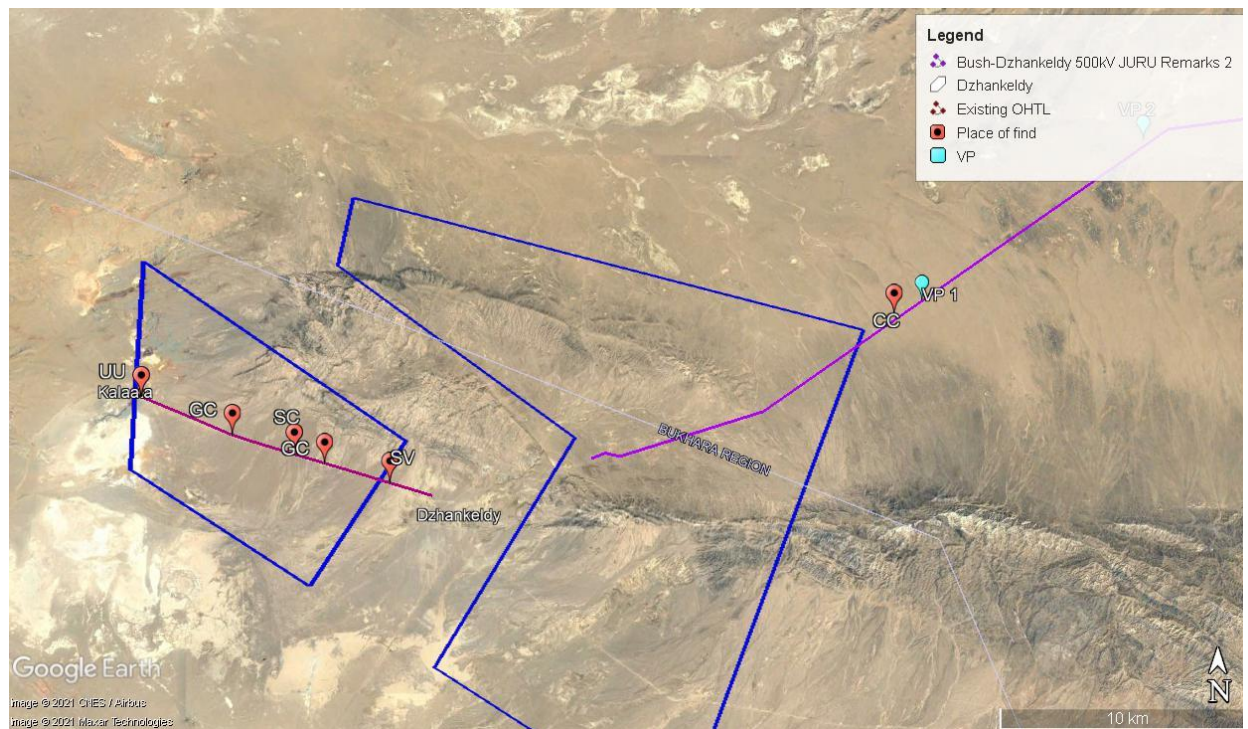 Legend
Bush-Dzhankeldy 500kV JURU Remarks 2
Dzhankeldy
Existing OHTL
Place of find
VP
VP 2
VP 1
CC
UU
GC
SC
GC
SV
BUKHARA REGION
Dzhankeldy
Google Earth
Image © 2021 CNES / Airbus
Image © 2021 Maxar Technologies
N
10 km